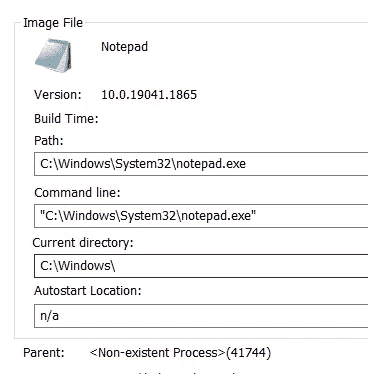 Image File
Notepad
Version: 10.0.19041.1865
Build Time:
Path:
C:\Windows\System32\notepad.exe
Command line:
"C:\Windows\System32\notepad.exe"
Current directory:
C:\Windows\
Autostart Location:
n/a
Parent: <Non-existent Process>(41744)